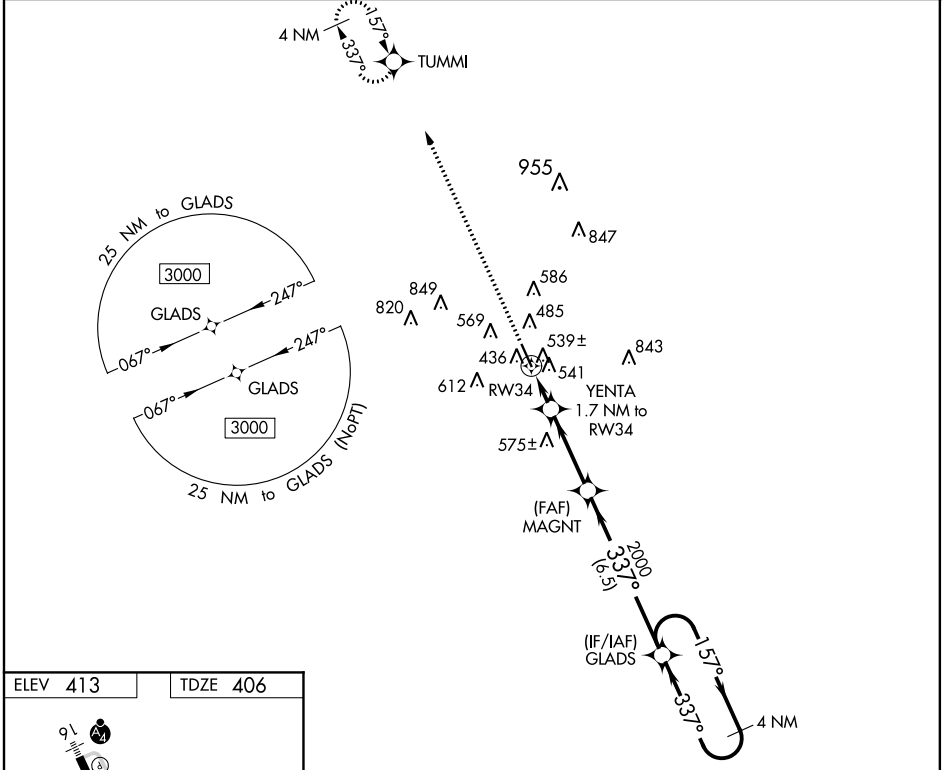 4 NM
157°
337°
TUMMI
955
847
25 NM to GLADS
3000
GLADS
247°
067°
586
849
820
485
569
539±
436
541
843
612
RW34
YENTA
1.7 NM to
RW34
247°
GLADS
067°
3000
25 NM to GLADS (NoPT)
575±
(FAF)
MAGNT
2000
337°
(6.5)
(IF/IAF)
GLADS
157°
337°
4 NM
ELEV 413
TDZE 406
16
A4
P